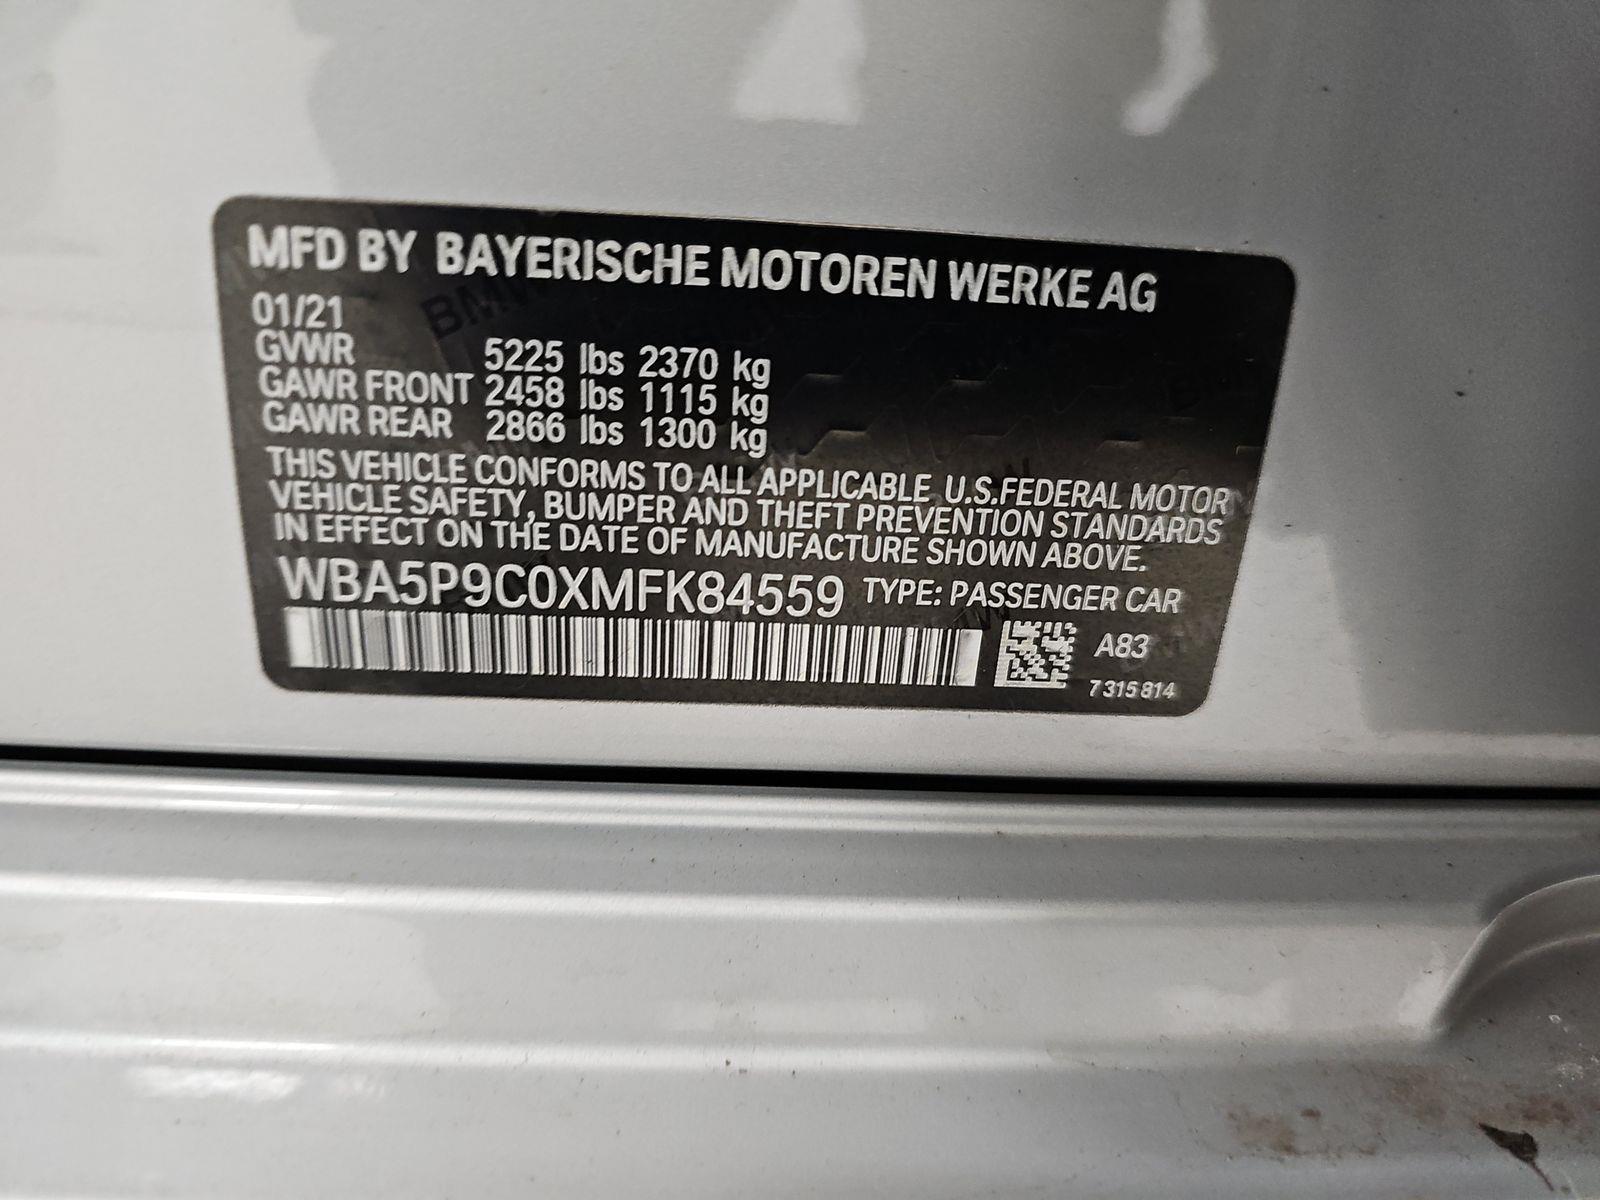 MFD BY BAYERISCHE MOTOREN WERKE AG
01/21
GVWR 5225 lbs 2370 kg
GAWR FRONT 2458 lbs 1115 kg
GAWR REAR 2866 lbs 1300 kg
THIS VEHICLE CONFORMS TO ALL APPLICABLE U.S.FEDERAL MOTOR
VEHICLE SAFETY, BUMPER AND THEFT PREVENTION STANDARDS
IN EFFECT ON THE DATE OF MANUFACTURE SHOWN ABOVE.
WBA5P9C0XMFK84559 TYPE: PASSENGER CAR
A83
7 315 814